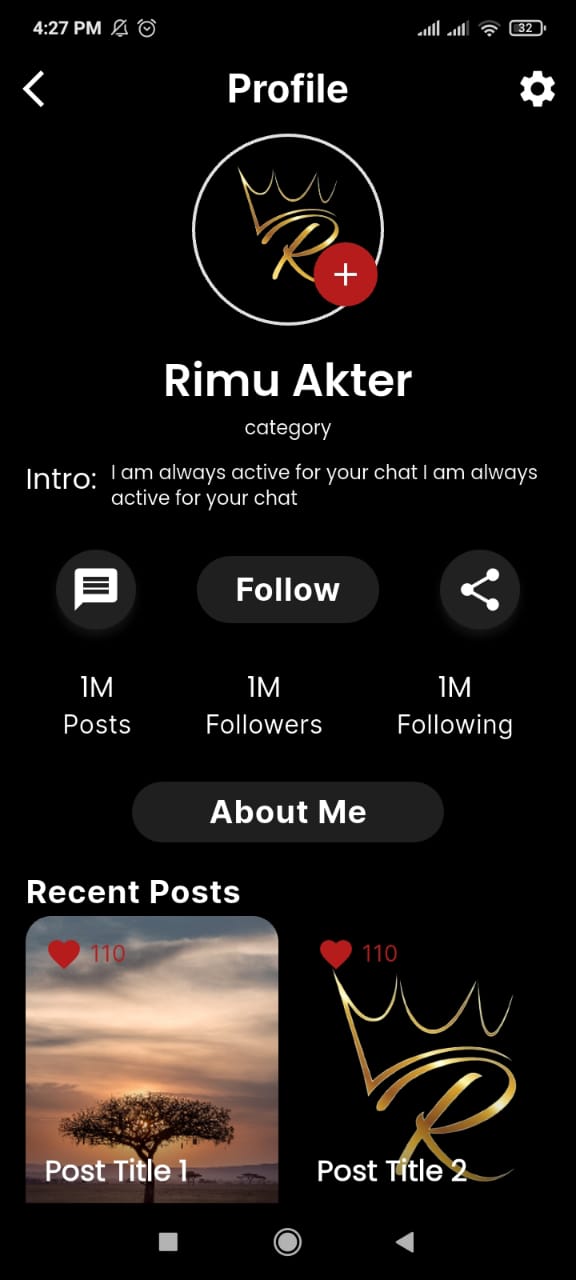 4:27 PM
32
Profile
R
Rimu Akter
category
Intro: I am always active for your chat I am always
active for your chat
Follow
1M
1M
1M
Posts
Followers
Following
About Me
Recent Posts
110
110
R
Post Title 1
Post Title 2